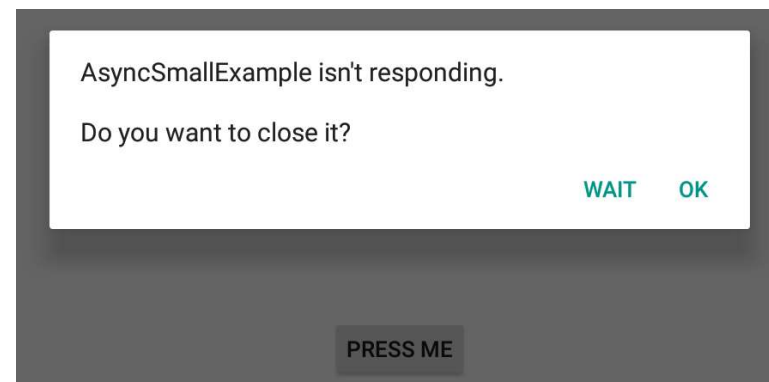 AsyncSmallExample isn't responding.
Do you want to close it?
WAIT OK
PRESS ME